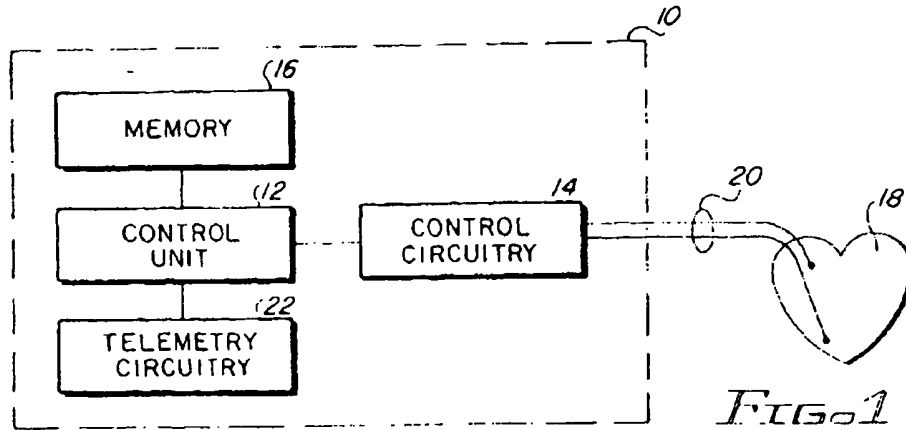 10
16
MEMORY
12
CONTROL
UNIT
14
CONTROL
CIRCUITRY
20
18
22
TELEMETRY
CIRCUITRY
FIG. 1